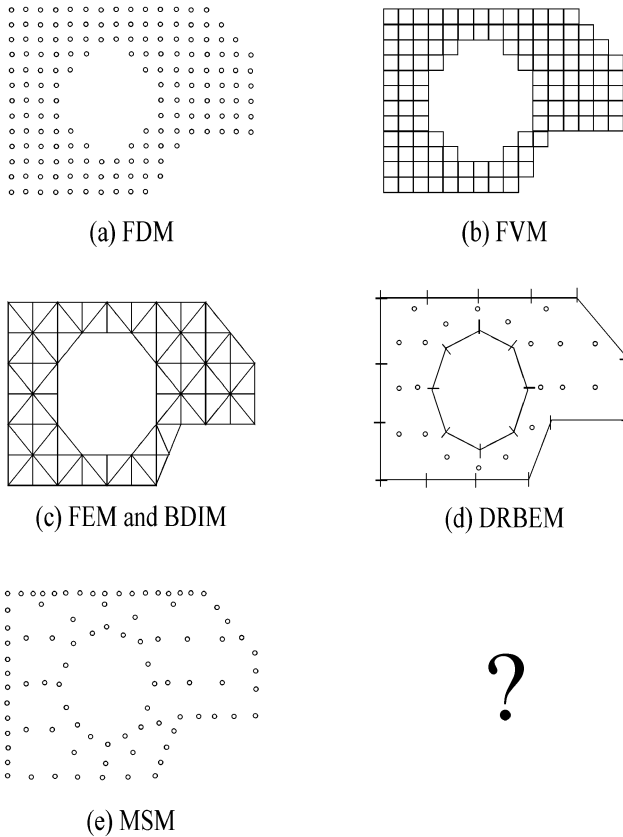 (a) FDM
(b) FVM
(c) FEM and BDIM
(d) DRBEM
?
(e) MSM